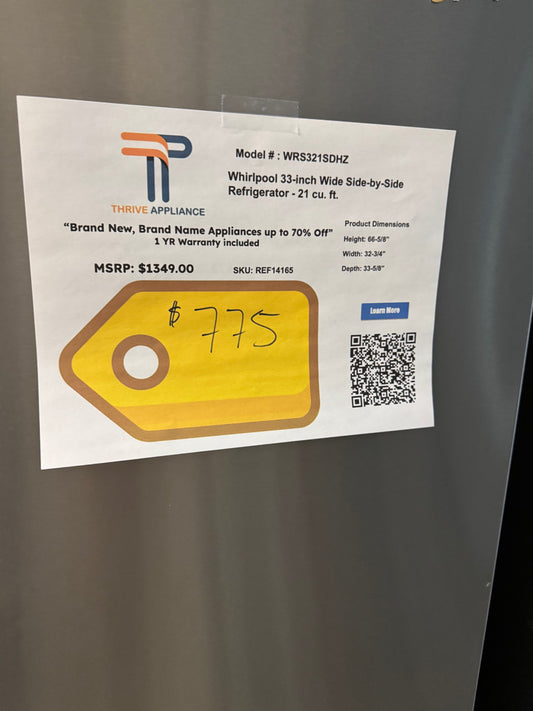 Model # : WRS321SDHZ
Whirlpool 33-inch Wide Side-by-Side
Refrigerator - 21 cu. ft.
THRIVE APPLIANCE
“Brand New, Brand Name Appliances up to 70% Off”
1 YR Warranty included
Product Dimensions
Height: 66-5/8"
Width: 32-3/4"
Depth: 33-5/8"
MSRP: $1349.00
SKU: REF14165
$775
Learn More